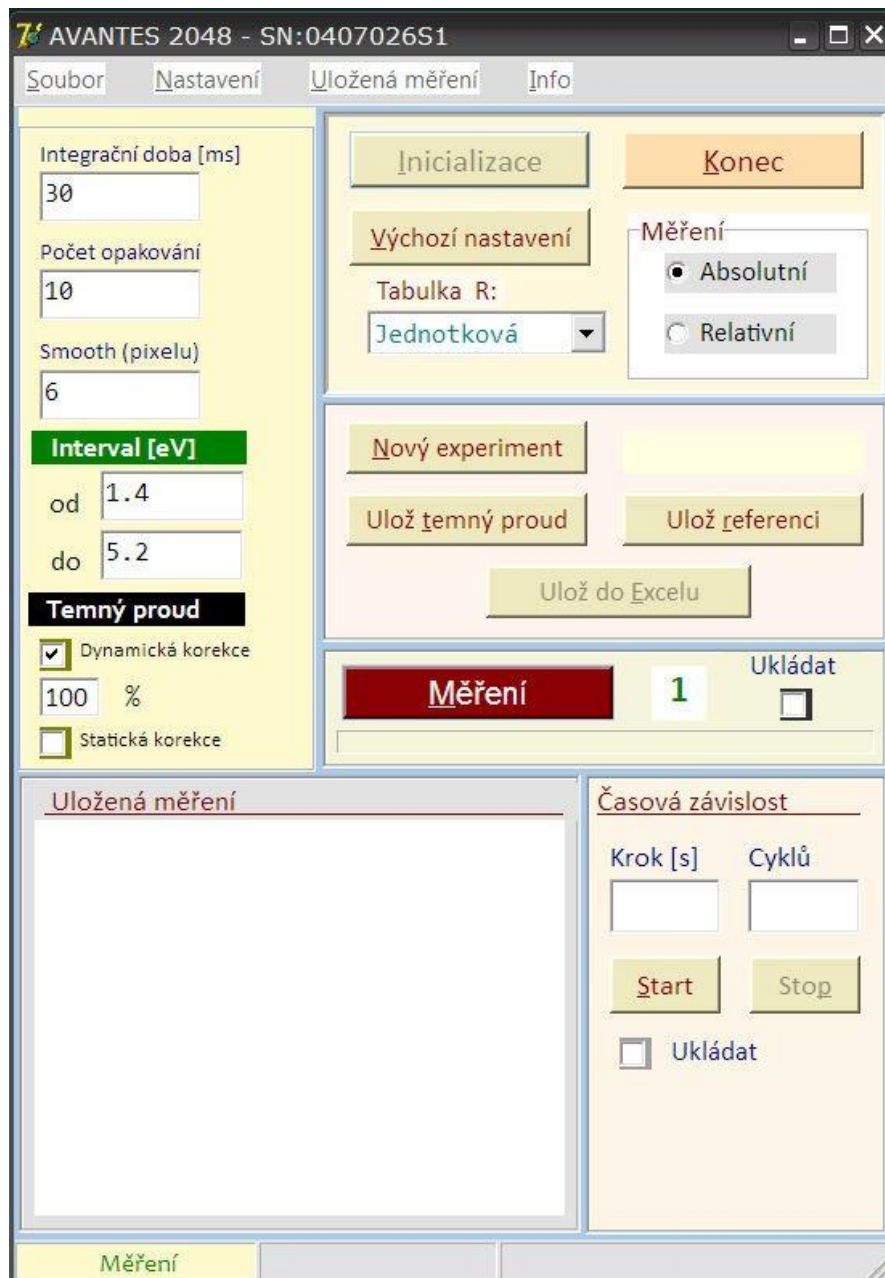 AVANTES 2048 - SN:0407026S1
Soubor Nastavení Uložená měření Info
Integrační doba [ms]
30
Počet opakování
10
Smooth (pixelu)
6
Interval [eV]
od 1.4
do 5.2
Temný proud
Dynamická korekce
100 %
Statická korekce
Inicializace
Konec
Výchozí nastavení
Tabulka R:
Jednotková
Měření
Absolutní
Relativní
Nový experiment
Ulož temný proud
Ulož referenci
Ulož do Excelu
Měření
1
Ukládat
Uložená měření
Časová závislost
Krok [s] Cyklů
Start Stop
Ukládat
Měření